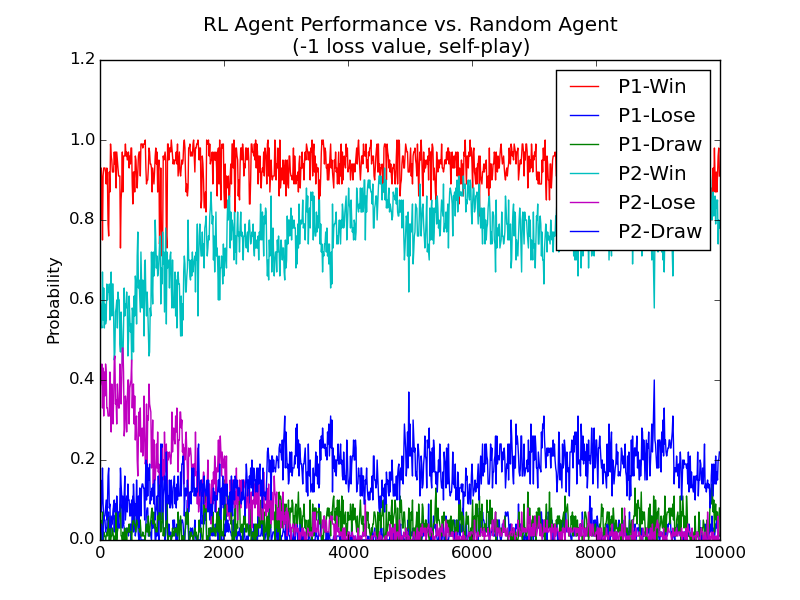 RL Agent Performance vs. Random Agent
(-1 loss value, self-play)
1.2
1.0
0.8
0.6
0.4
0.2
0.0
Probability
P1-Win
P1-Lose
P1-Draw
P2-Win
P2-Lose
P2-Draw
0 2000 4000 6000 8000 10000
Episodes